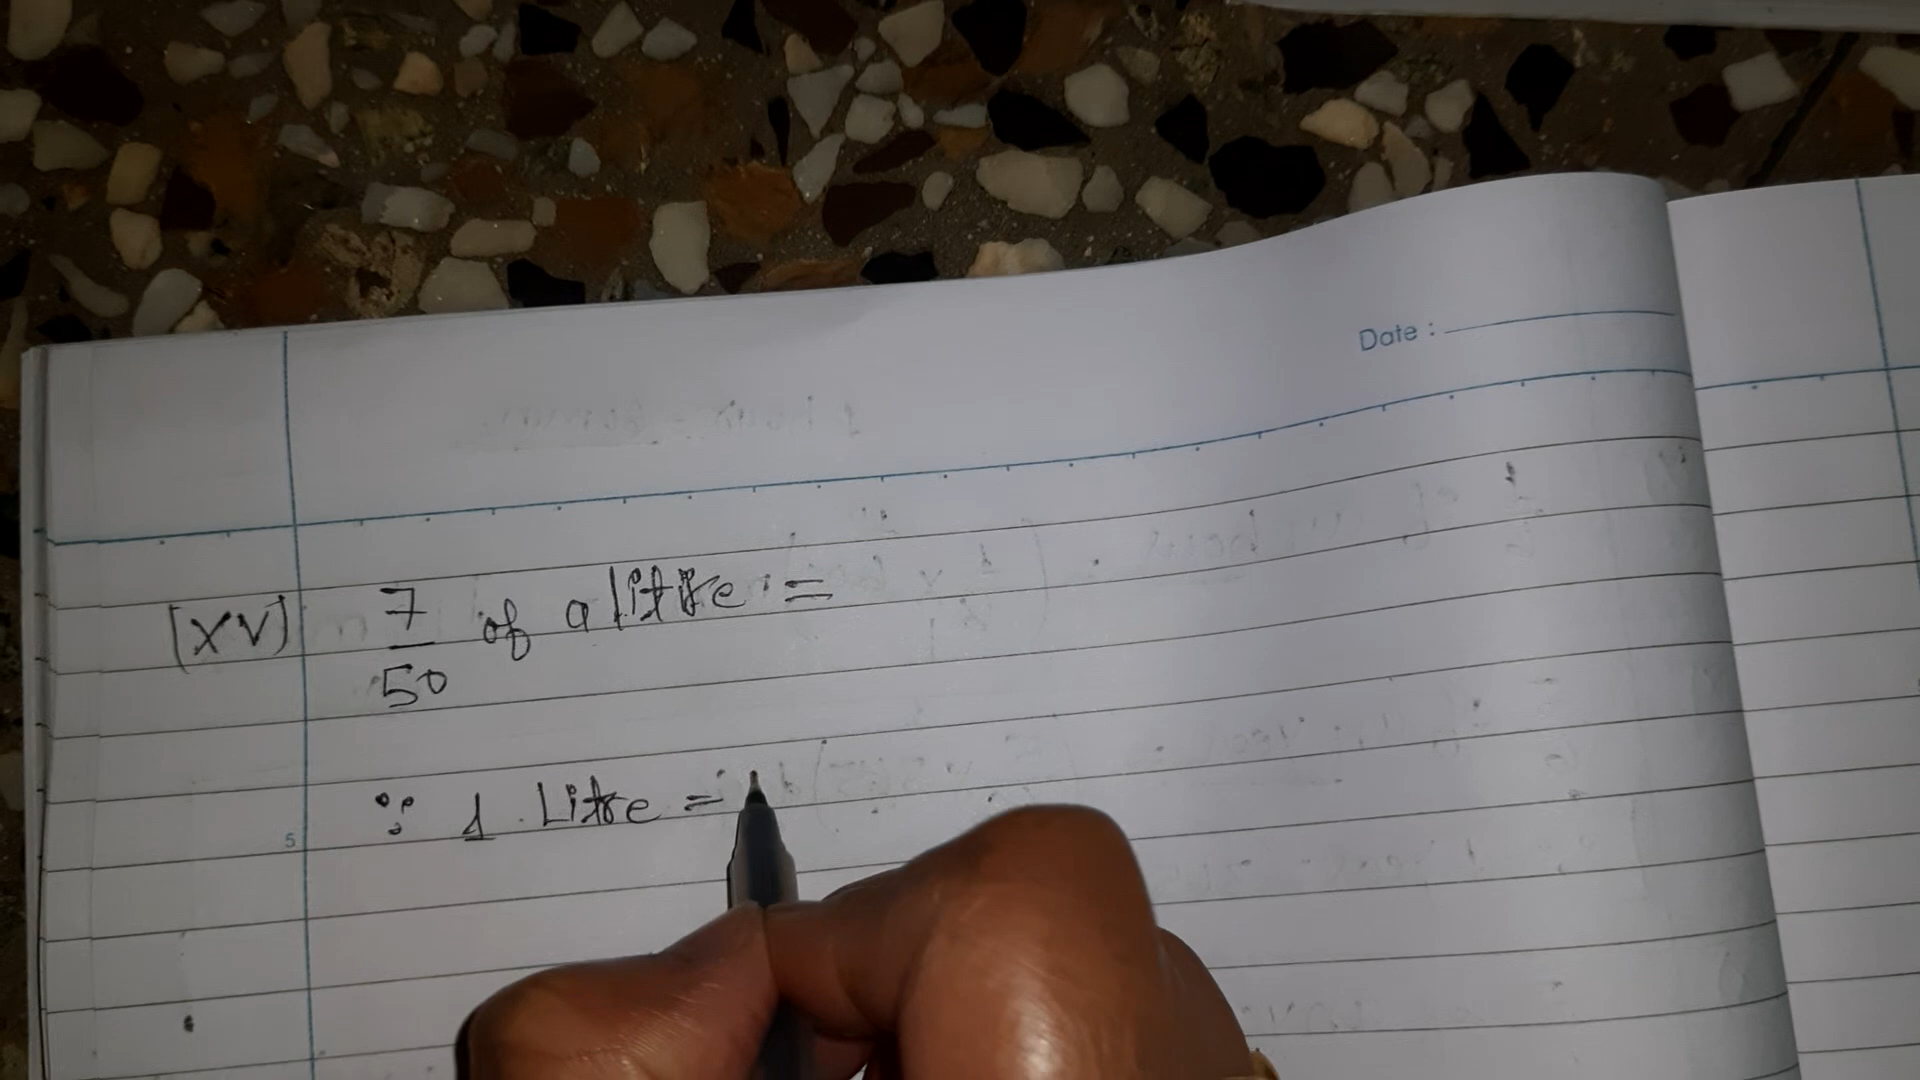 Date :
(XV) 7/50 of a litre =
5
∵ 1 Litre =